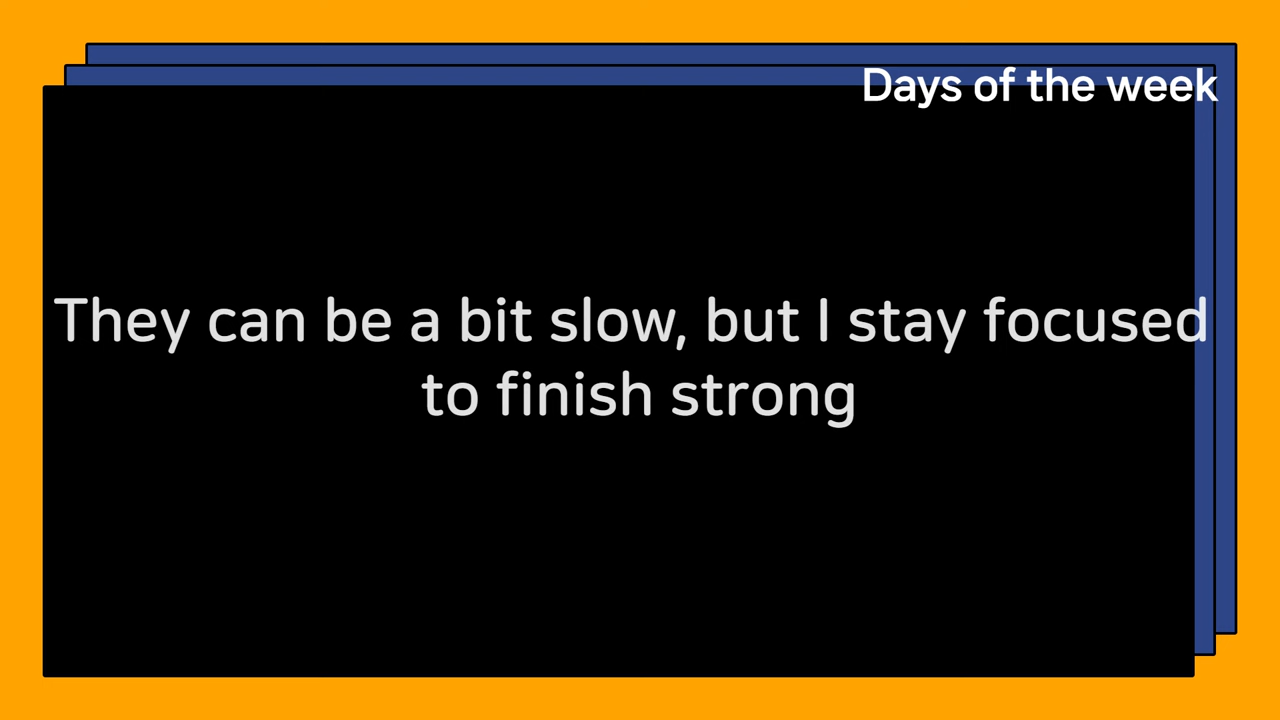 Days of the week
They can be a bit slow, but I stay focused
to finish strong